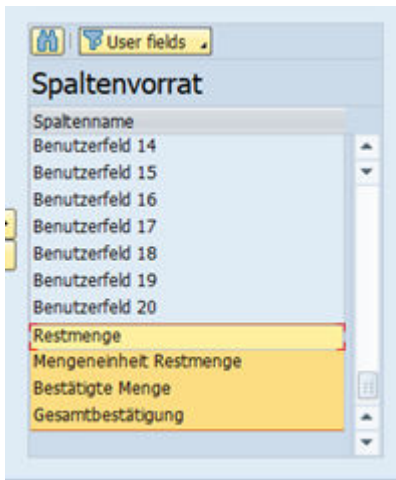 User fields
Spaltenvorrat
Spaltenname
Benutzerfeld 14
Benutzerfeld 15
Benutzerfeld 16
Benutzerfeld 17
Benutzerfeld 18
Benutzerfeld 19
Benutzerfeld 20
Restmenge
Mengeneinheit Restmenge
Bestätigte Menge
Gesamtbestätigung